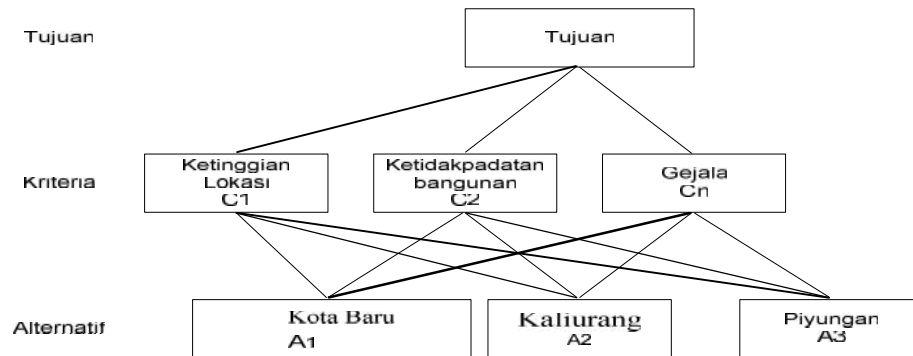 Tujuan
Tujuan
Kriteria
Ketinggian
Lokasi
C1
Ketidakpadatan
bangunan
C2
Gejala
Cn
Alternatif
Kota Baru
A1
Kaliurang
A2
Piyungan
A3